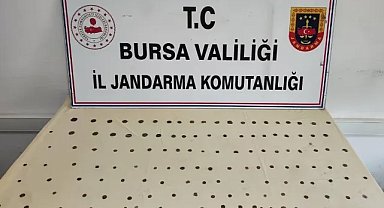 T.C
BURSA VALİLİĞİ
İL JANDARMA KOMUTANLIĞI